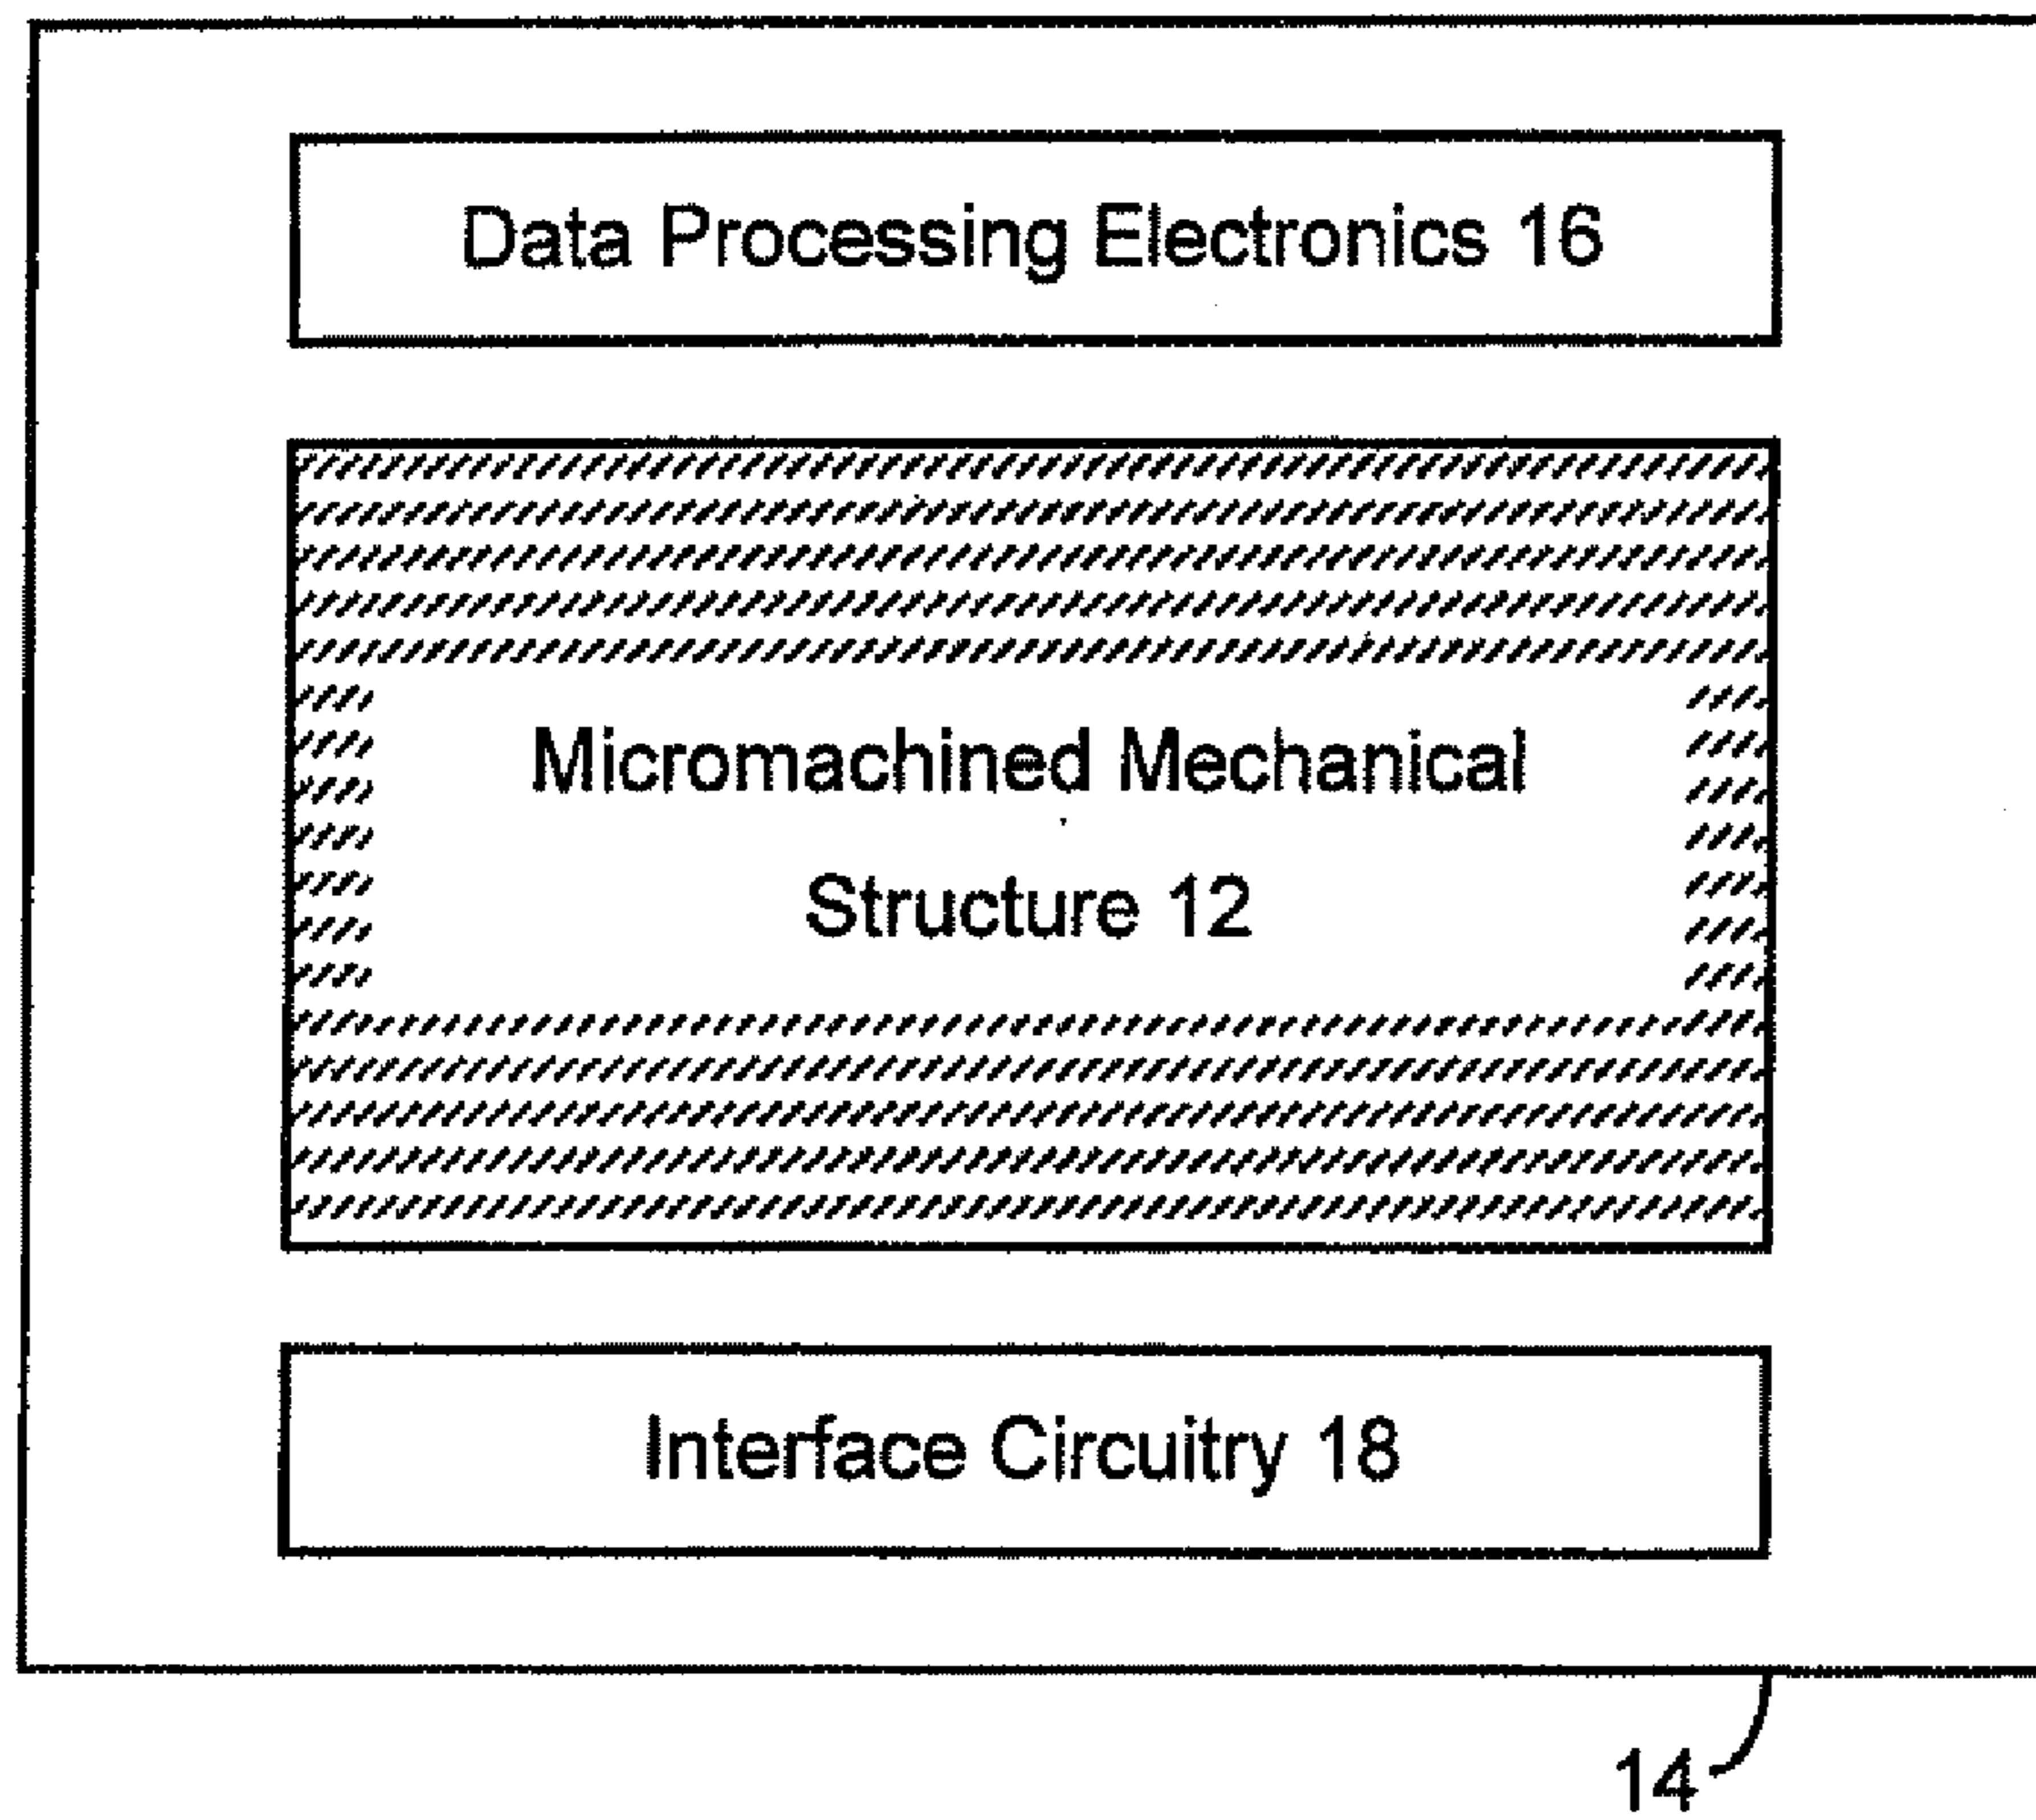 Data Processing Electronics 16
Micromachined Mechanical
Structure 12
Interface Circuitry 18
14